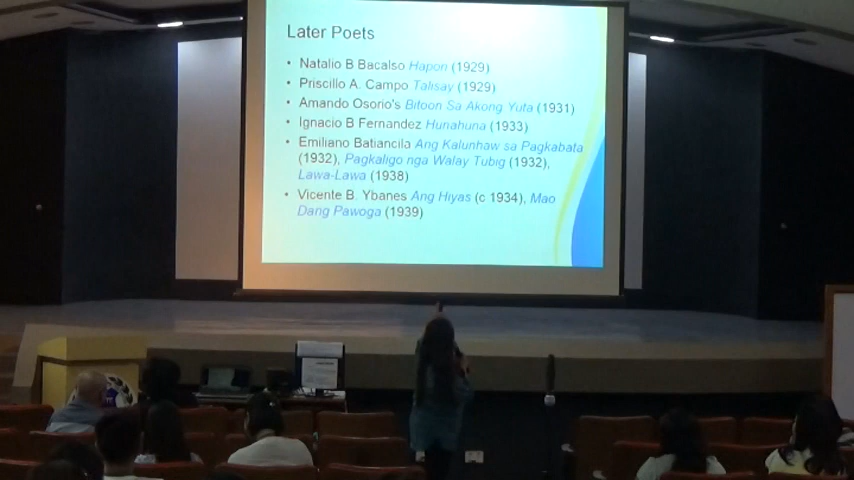 Later Poets
• Natalio B Bacalso Hapon (1929)
• Priscillo A. Campo Talisay (1929)
• Amando Osorio's Bitoon Sa Akong Yuta (1931)
• Ignacio B Fernandez Hunahuna (1933)
• Emiliano Batiancila Ang Kalunhaw sa Pagkabata
(1932), Pagkaligo nga Walay Tubig (1932),
Lawa-Lawa (1938)
• Vicente B. Ybanes Ang Hiyas (c 1934), Mao
Dang Pawoga (1939)